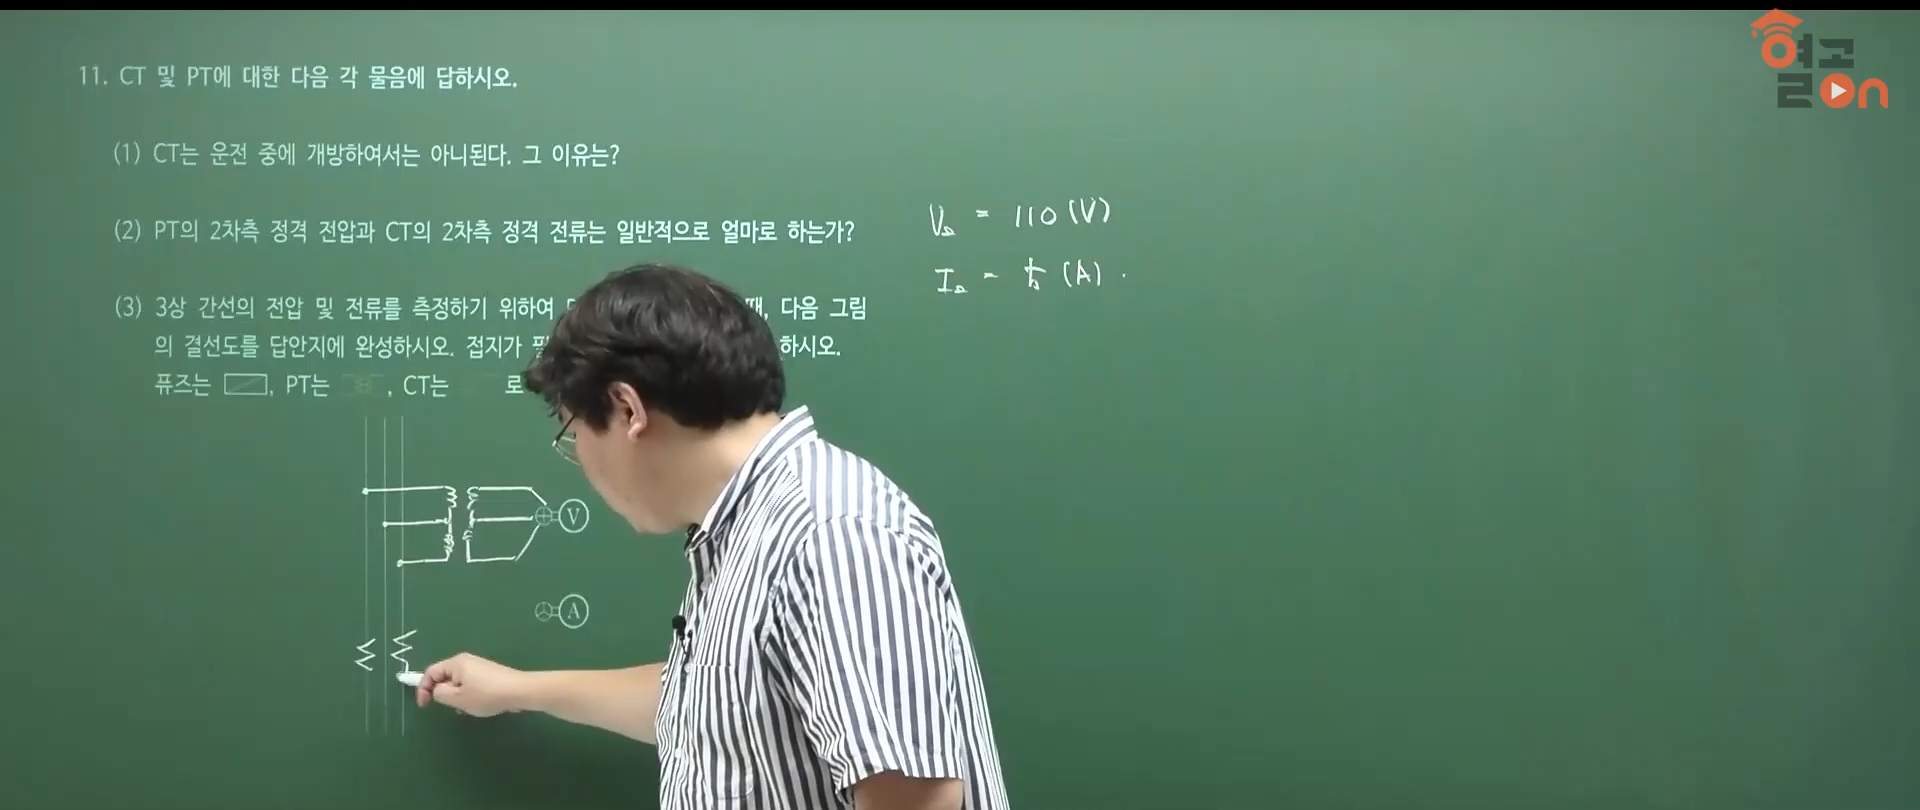 열공on
11. CT 및 PT에 대한 다음 각 물음에 답하시오.
(1) CT는 운전 중에 개방하여서는 아니된다. 그 이유는?
(2) PT의 2차측 정격 전압과 CT의 2차측 정격 전류는 일반적으로 얼마로 하는가?
V₂ = 110 (V)
I₂ = 5 (A).
(3) 3상 간선의 전압 및 전류를 측정하기 위하여 때, 다음 그림
의 결선도를 답안지에 완성하시오. 접지가 하시오.
퓨즈는 , PT는 , CT는 로
V
A